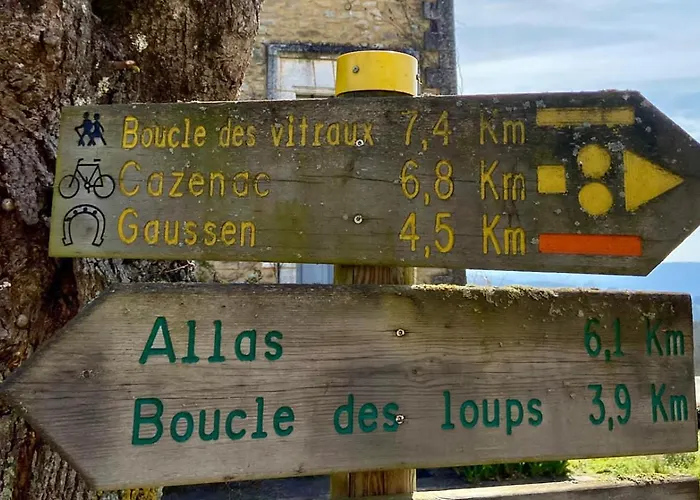 Boucle des vitraux 7,4 Km
Cazenac 6,8 Km
Gaussen 4,5 Km
Allas 6,1 Km
Boucle des loups 3,9 Km